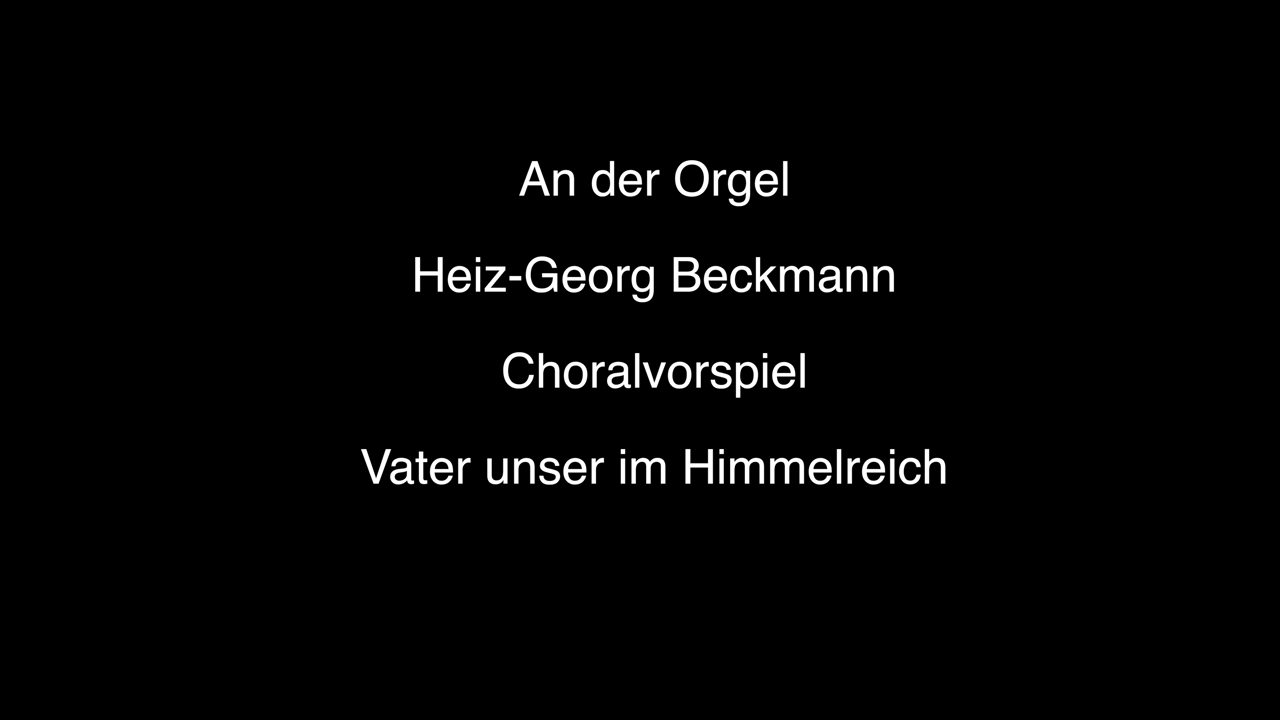 An der Orgel
Heiz-Georg Beckmann
Choralvorspiel
Vater unser im Himmelreich